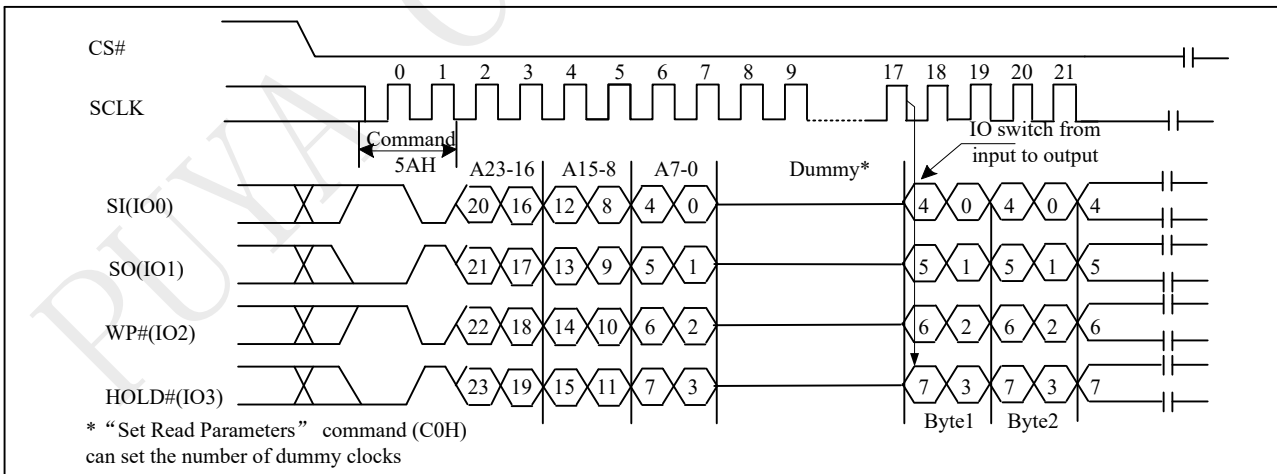 CS#
0 1 2 3 4 5 6 7 8 9 17 18 19 20 21
SCLK
Command
5AH
IO switch from
input to output
A23-16 A15-8 A7-0 Dummy*
SI(IO0) 20 16 12 8 4 0 4 0 4 0 4
SO(IO1) 21 17 13 9 5 1 5 1 5 1 5
WP#(IO2) 22 18 14 10 6 2 6 2 6 2 6
HOLD#(IO3) 23 19 15 11 7 3 7 3 7 3 7
Byte1 Byte2
* “Set Read Parameters” command (C0H)
can set the number of dummy clocks
PUYA